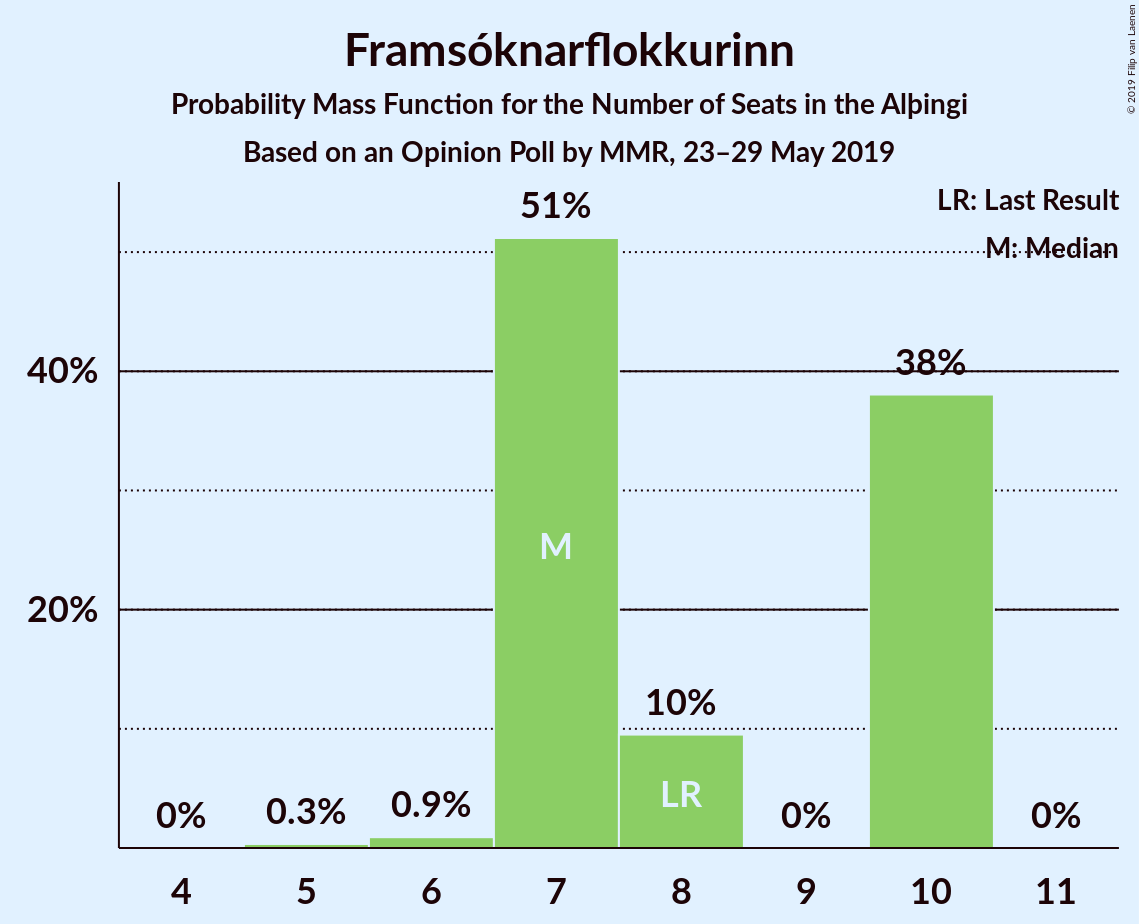 Framsóknarflokkurinn
Probability Mass Function for the Number of Seats in the Alþingi
Based on an Opinion Poll by MMR, 23–29 May 2019
© 2019 Filip van Laenen
LR: Last Result
M: Median
51%
40%
38%
M
20%
10%
LR
0%
0.3%
0.9%
0%
0%
4
5
6
7
8
9
10
11